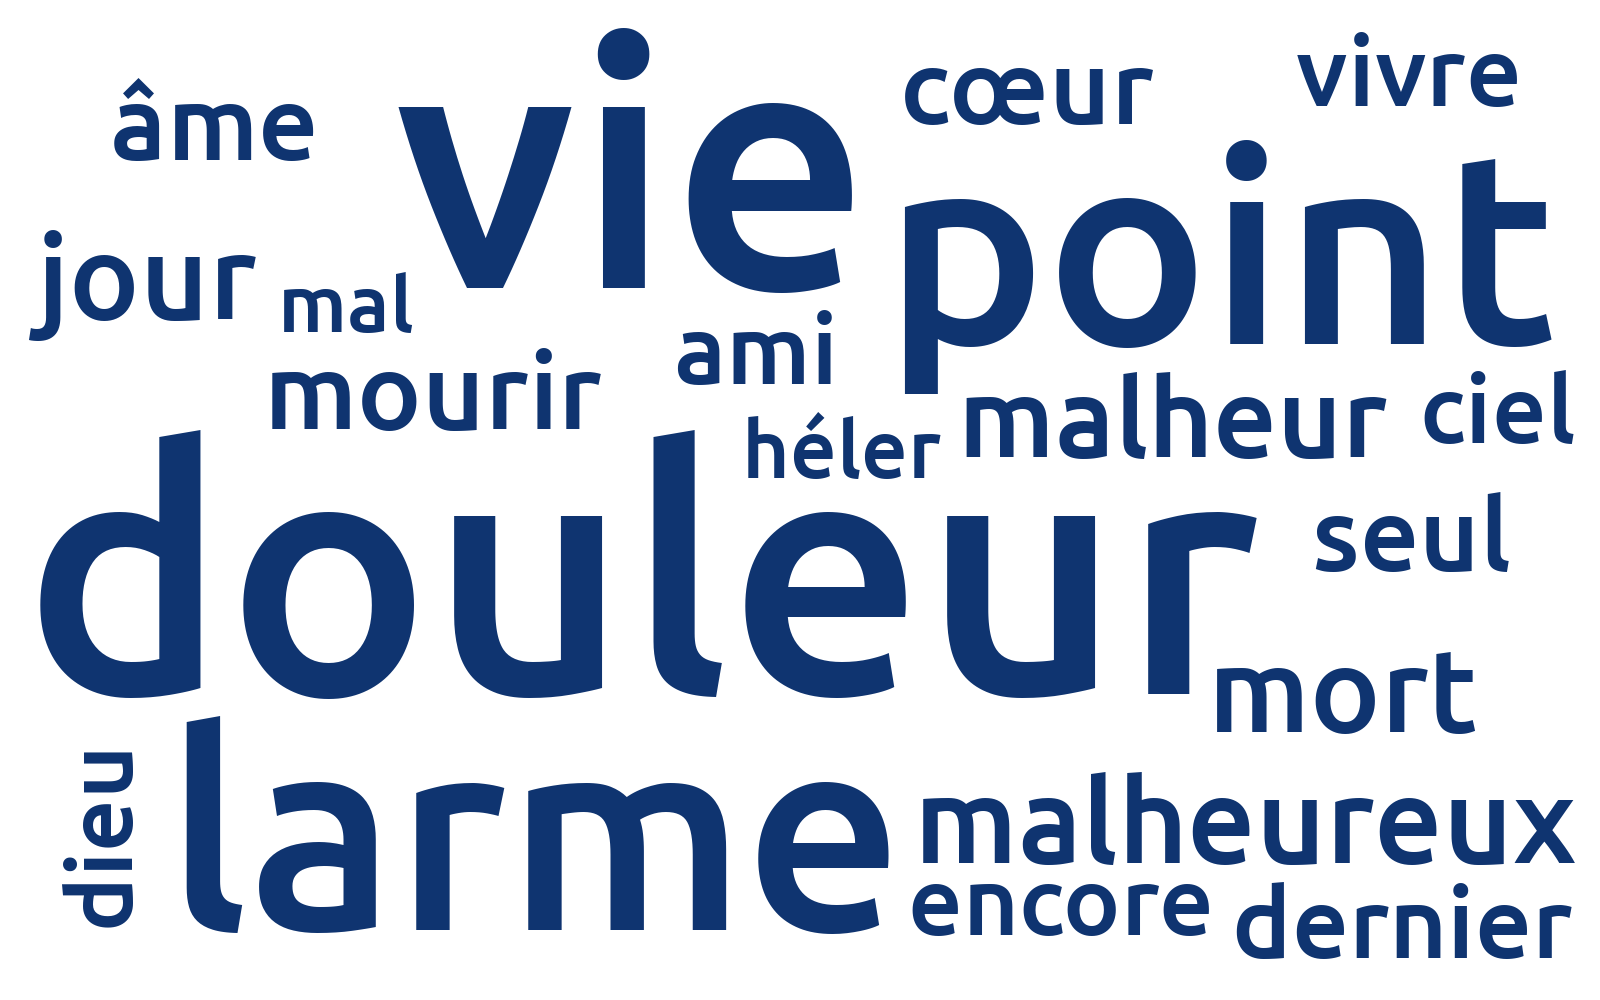 âme
vie
cœur
vivre
point
jour
mal
ami
mourir
malheur
ciel
héler
douleur
seul
mort
larme
dieu
malheureux
encore
dernier